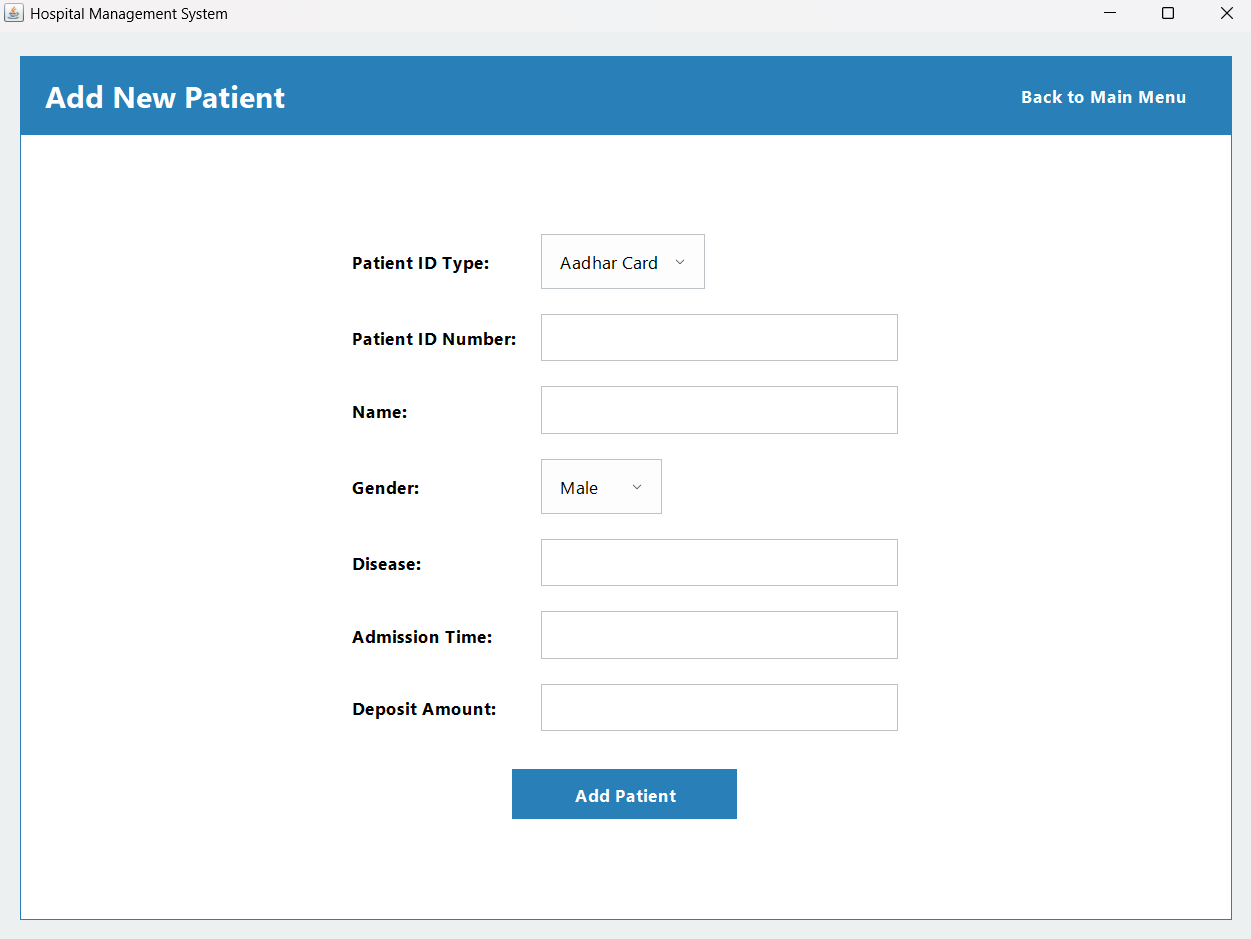 Hospital Management System
Add New Patient
Back to Main Menu
Patient ID Type:
Aadhar Card
Patient ID Number:
Name:
Gender:
Male
Disease:
Admission Time:
Deposit Amount:
Add Patient